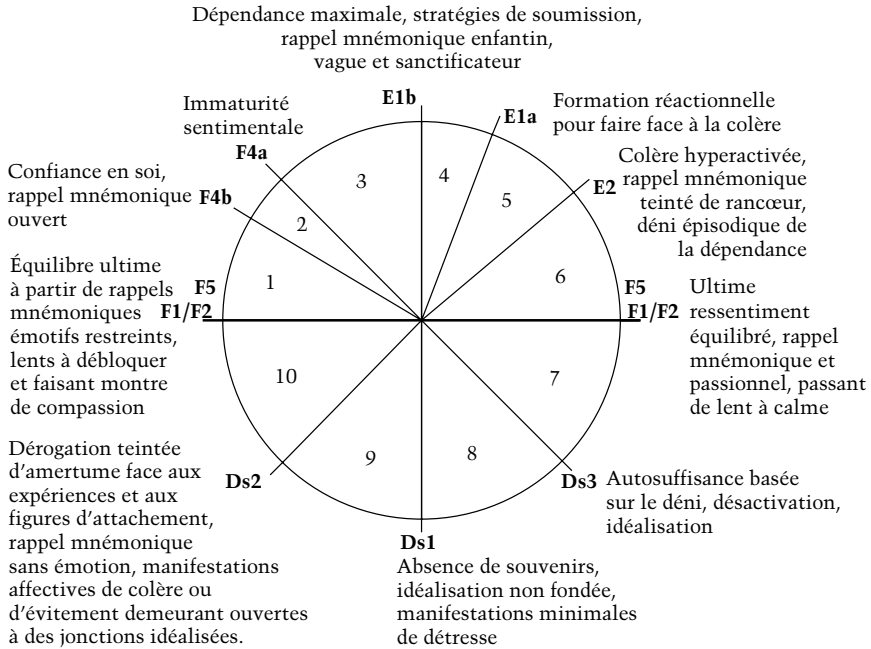 Dépendance maximale, stratégies de soumission,
rappel mnémonique enfantin,
vague et sanctificateur
E1b
Immaturité
sentimentale
F4a
E1a
Formation réactionnelle
pour faire face à la colère
Confiance en soi,
rappel mnémonique
ouvert
F4b
3
4
5
2
E2
Colère hyperactivée,
rappel mnémonique
teinté de rancœur,
déni épisodique de
la dépendance
Équilibre ultime
à partir de rappels
mnémoniques
émotifs restreints,
lents à débloquer
et faisant montre
de compassion
F5
F1/F2
1
6
F5
F1/F2
Ultime
ressentiment
équilibré, rappel
mnémonique et
passionnel, passant
de lent à calme
10
7
9
8
Dérogation teintée
d'amertume face aux
expériences et aux
figures d'attachement,
rappel mnémonique
sans émotion, manifestations
affectives de colère ou
d'évitement demeurant ouvertes
à des jonctions idéalisées.
Ds2
Ds3
Autosuffisance basée
sur le déni, désactivation,
idéalisation
Ds1
Absence de souvenirs,
idéalisation non fondée,
manifestations minimales
de détresse